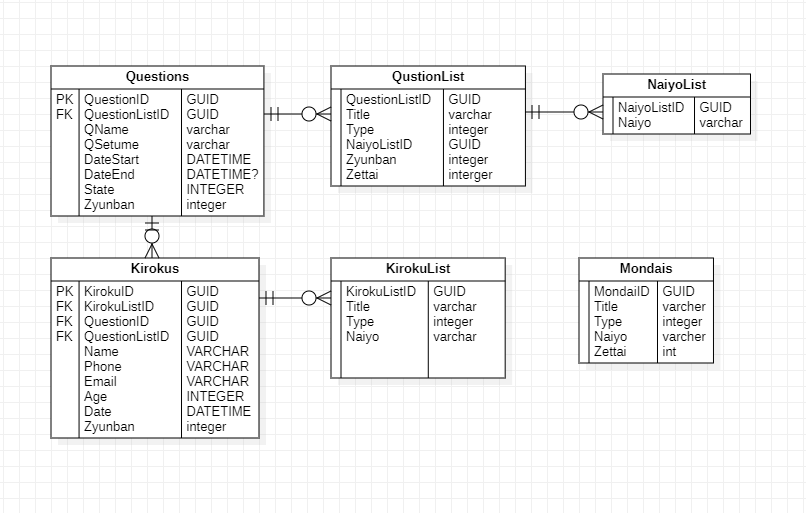 Questions
PK QuestionID GUID
FK QuestionListID GUID
QName varchar
QSetume varchar
DateStart DATETIME
DateEnd DATETIME?
State INTEGER
Zyunban integer
QustionList
QuestionListID GUID
Title varchar
Type integer
NaiyoListID GUID
Zyunban integer
Zettai interger
NaiyoList
NaiyoListID GUID
Naiyo varchar
Kirokus
PK KirokuID GUID
FK KirokuListID GUID
FK QuestionID GUID
FK QuestionListID GUID
Name VARCHAR
Phone VARCHAR
Email VARCHAR
Age INTEGER
Date DATETIME
Zyunban integer
KirokuList
KirokuListID GUID
Title varchar
Type integer
Naiyo varchar
Mondais
MondaiID GUID
Title varcher
Type integer
Naiyo varcher
Zettai int